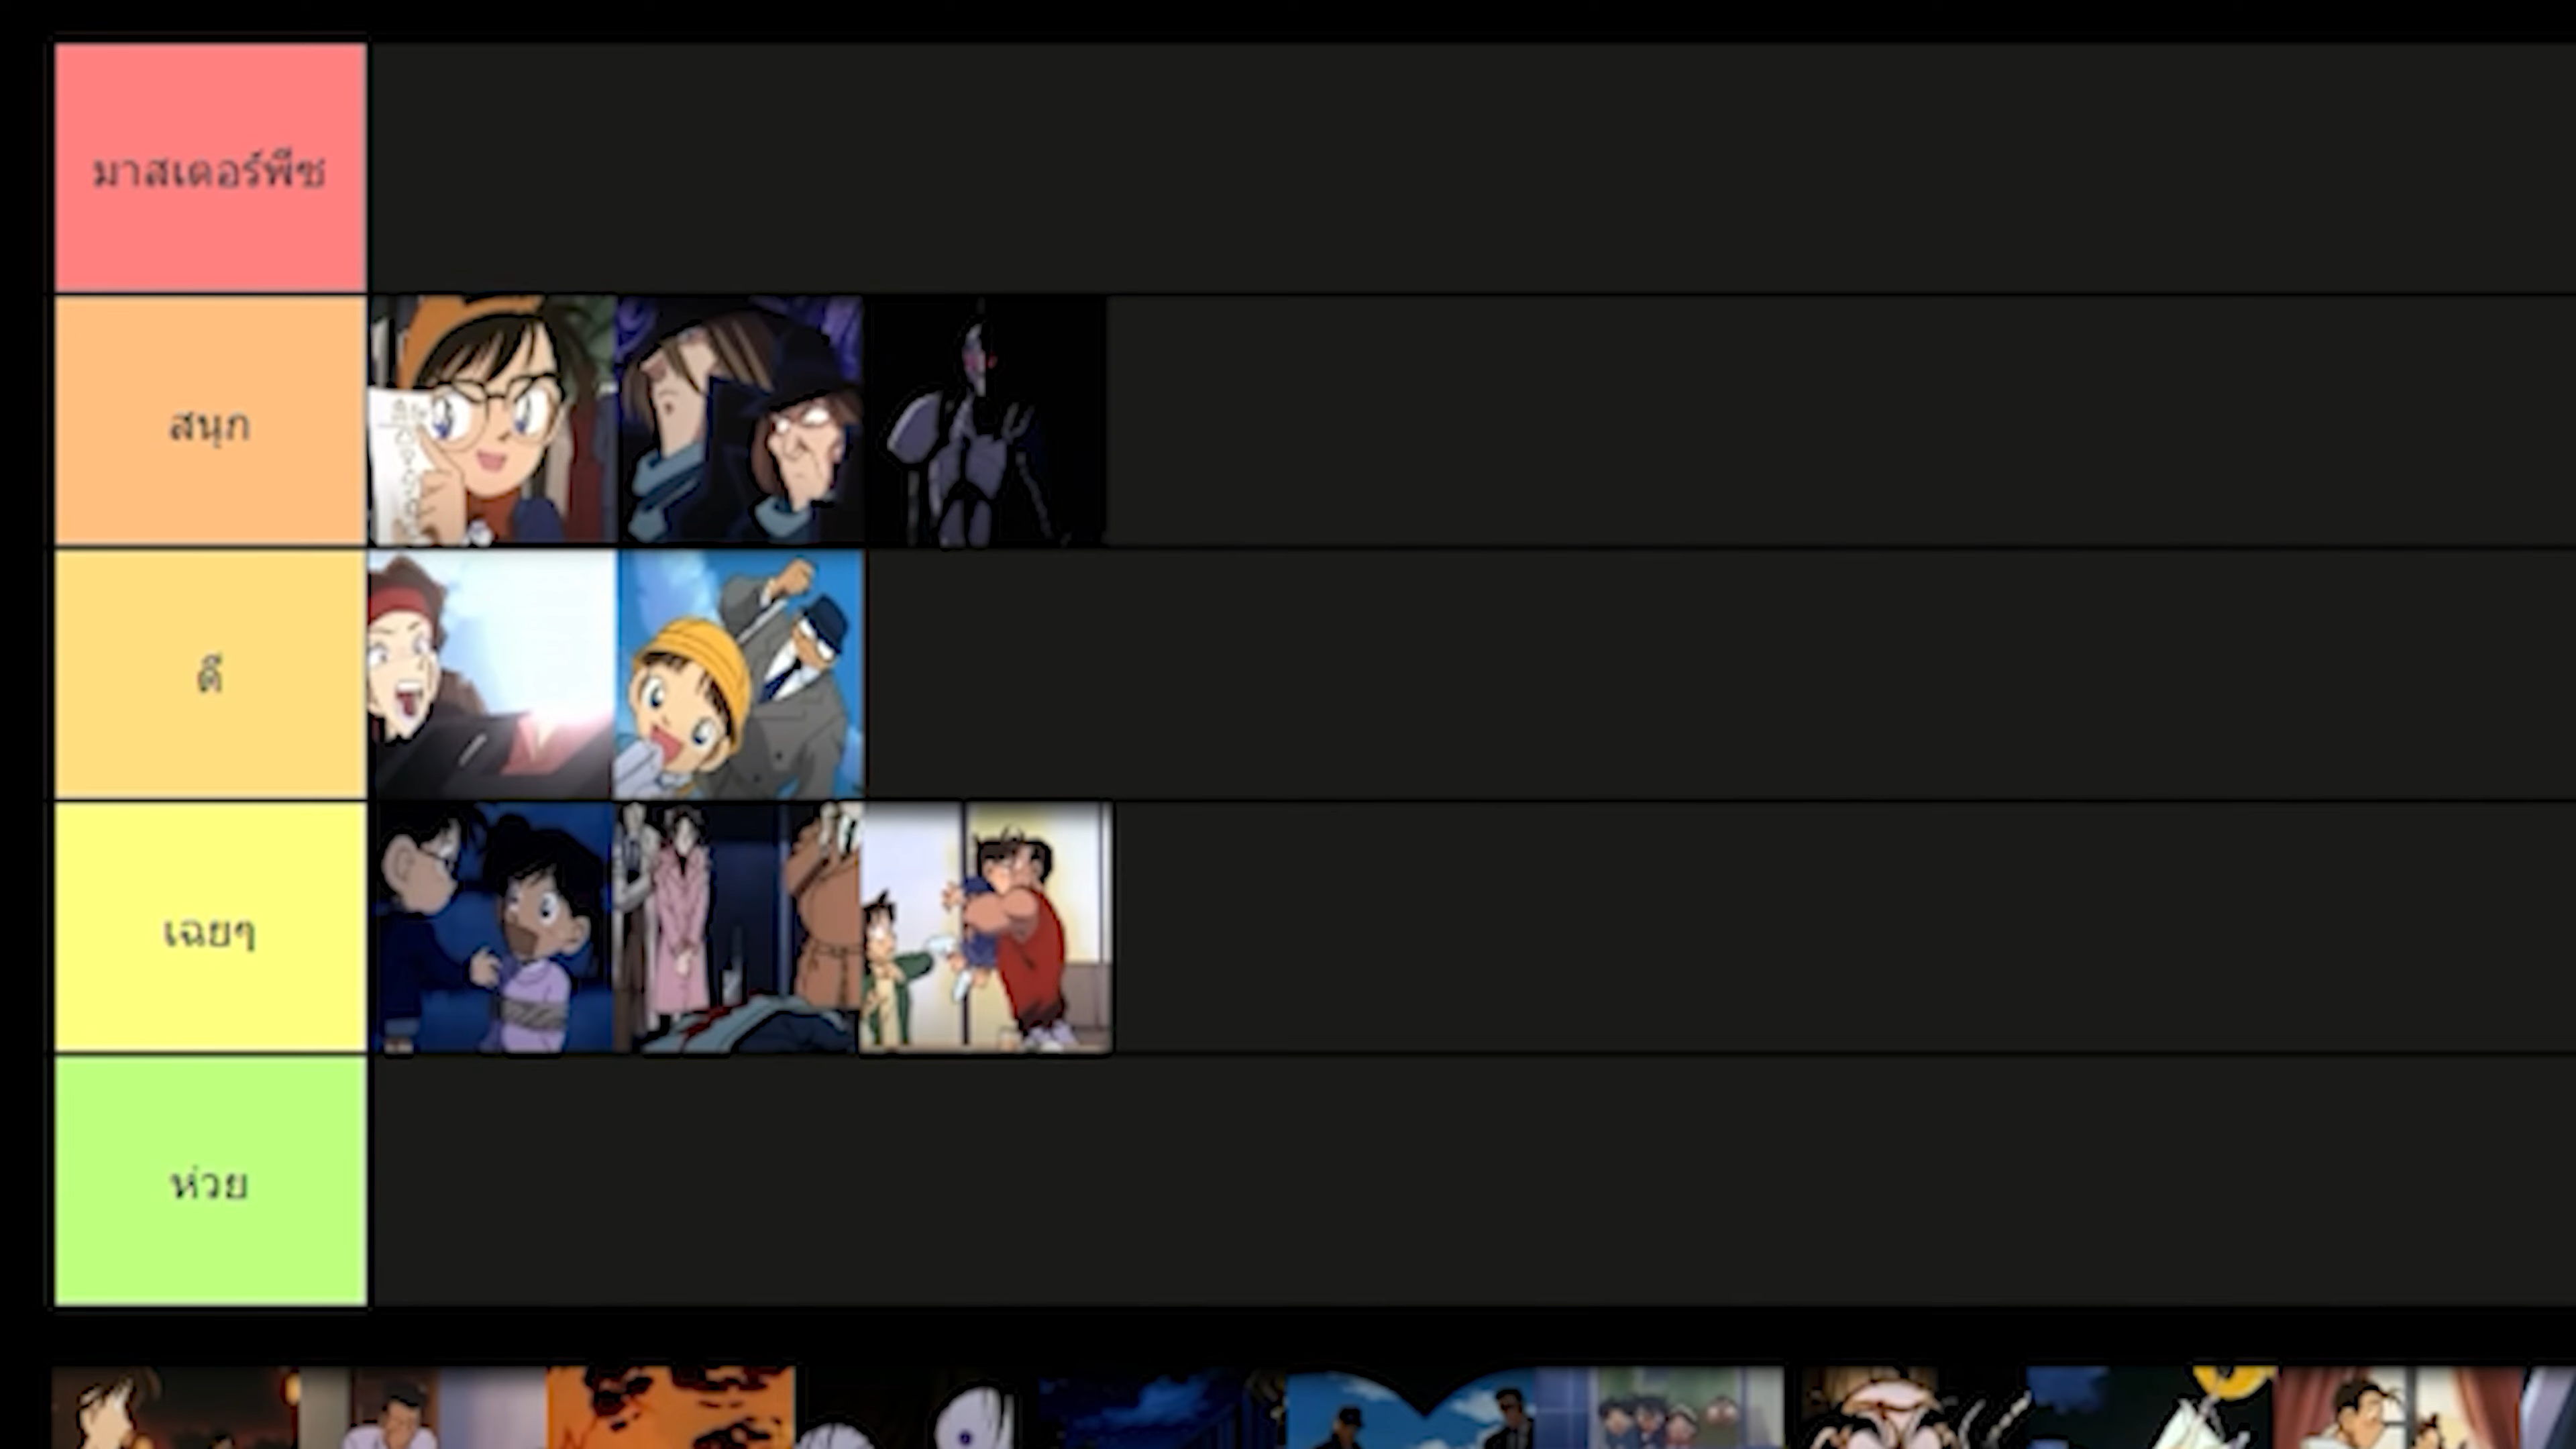 มาสเตอร์พีซ
สนุก
ดี
เฉยๆ
ห่วย